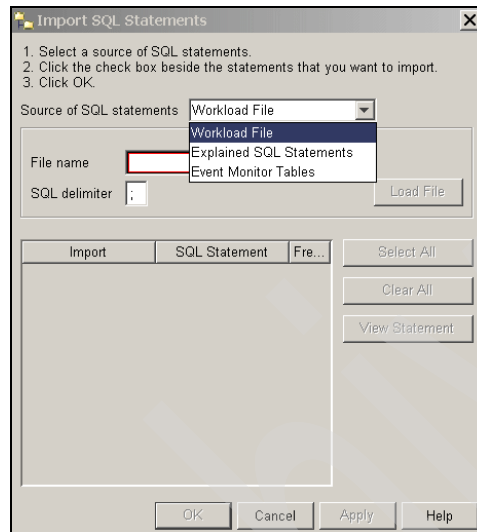 Import SQL Statements
1. Select a source of SQL statements.
2. Click the check box beside the statements that you want to import.
3. Click OK.
Source of SQL statements Workload File
Workload File
Explained SQL Statements
Event Monitor Tables
File name
SQL delimiter ; Load File
Import SQL Statement Fre...
Select All
Clear All
View Statement
OK Cancel Apply Help